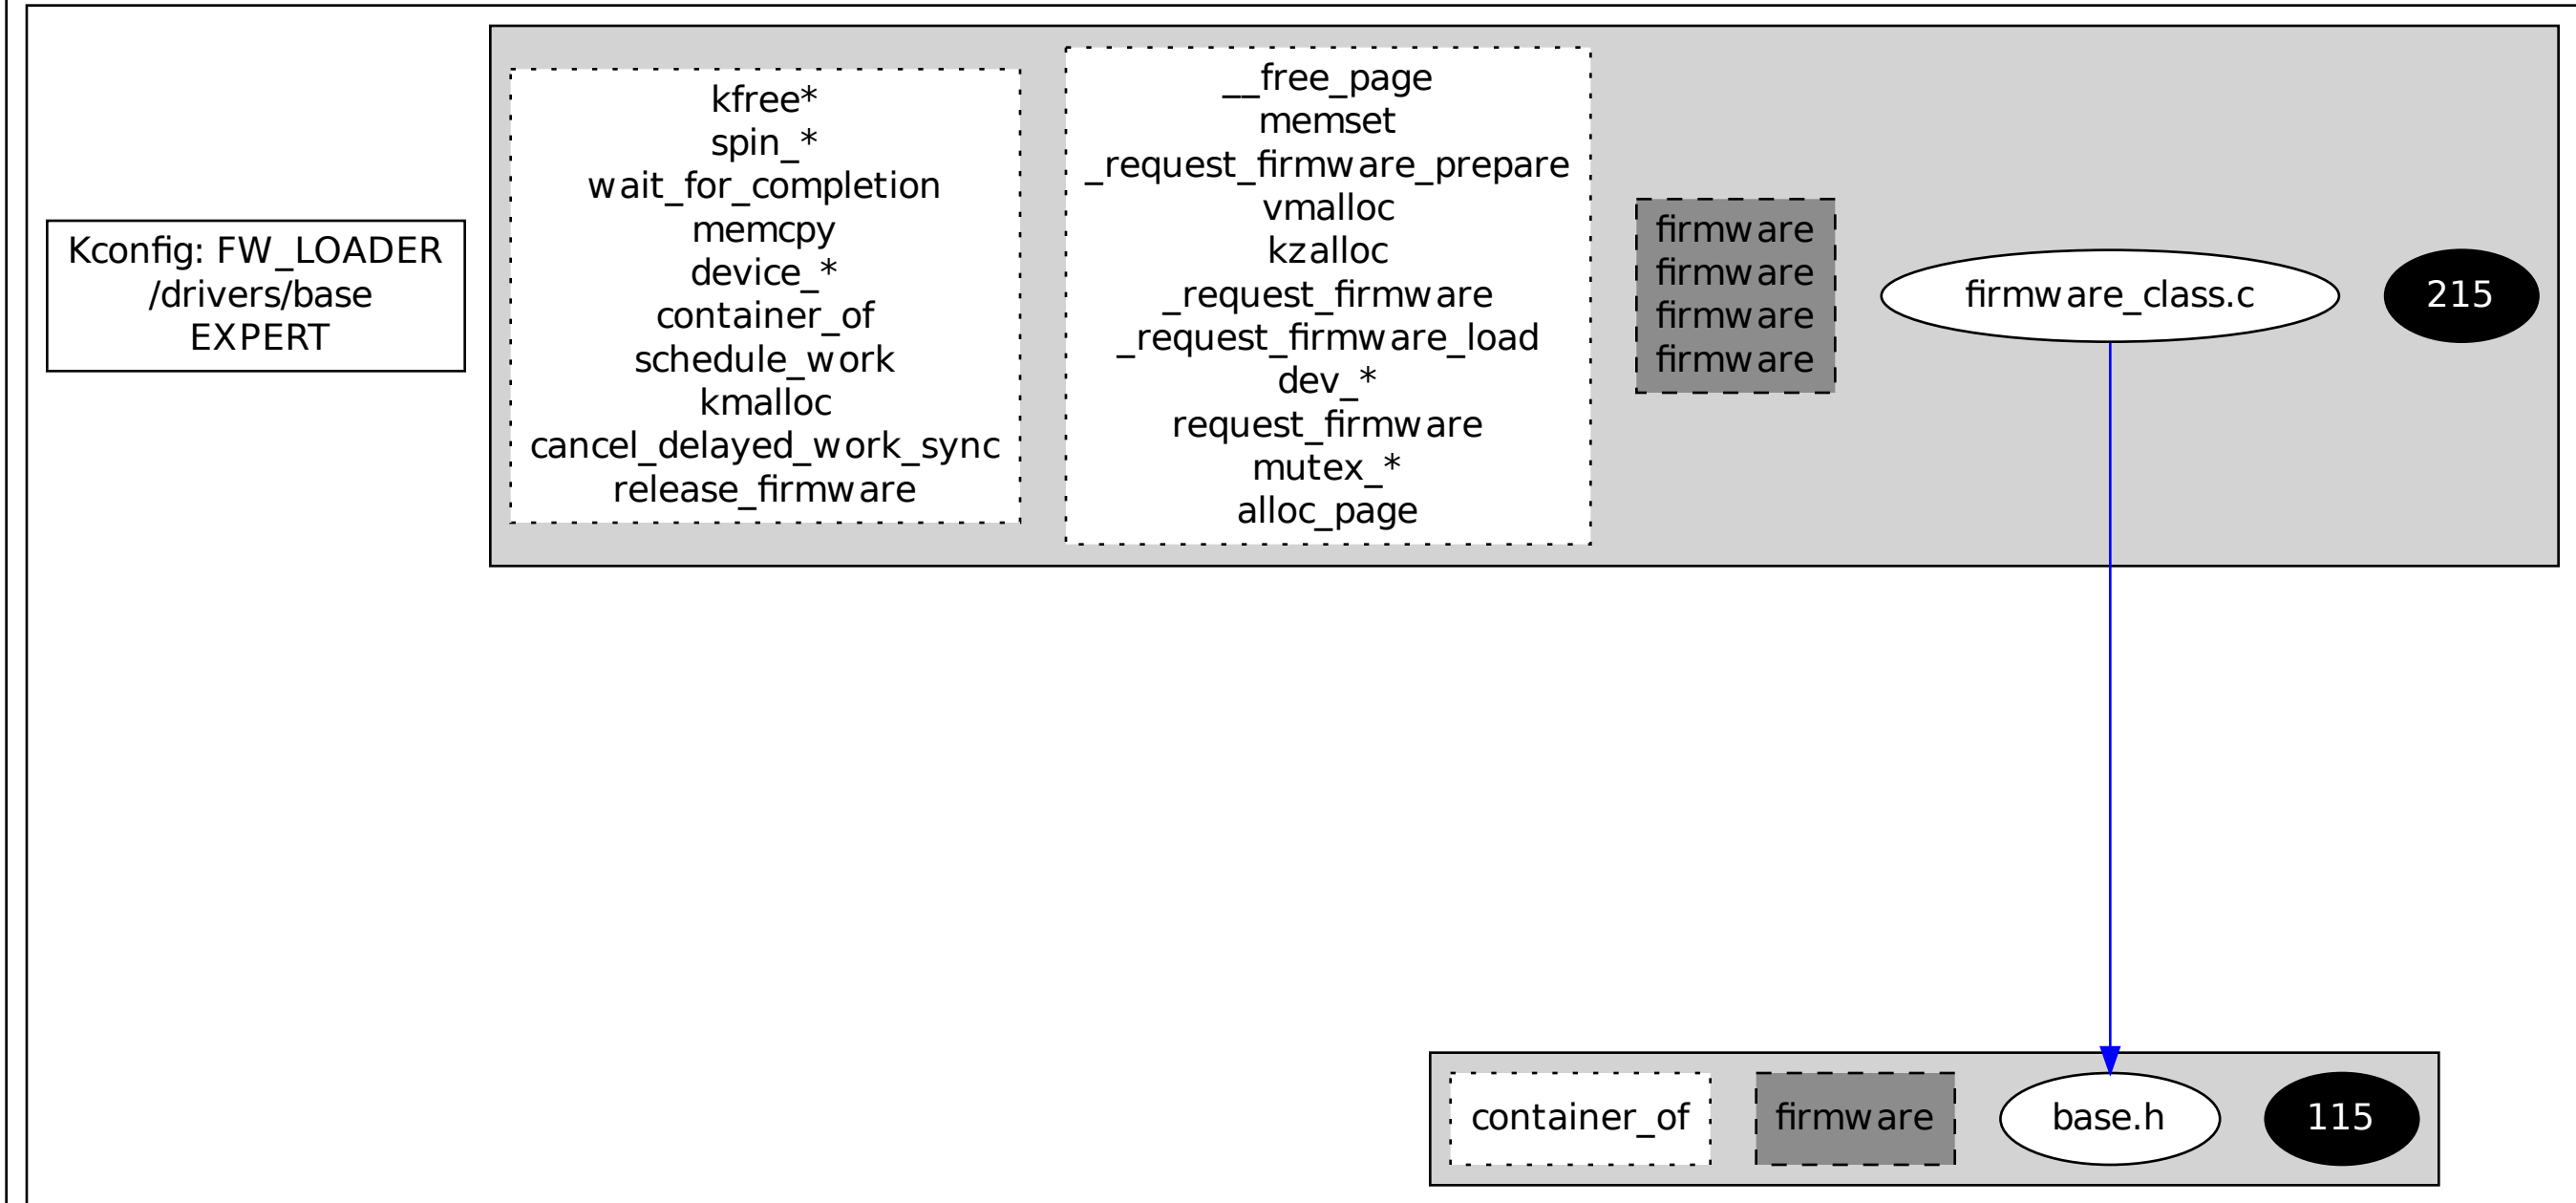 Kconfig: FW_LOADER
/drivers/base
EXPERT
kfree*
spin_*
wait_for_completion
memcpy
device_*
container_of
schedule_work
kmalloc
cancel_delayed_work_sync
release_firmware
__free_page
memset
_request_firmware_prepare
vmalloc
kzalloc
_request_firmware
_request_firmware_load
dev_*
request_firmware
mutex_*
alloc_page
firmware
firmware
firmware
firmware
firmware_class.c
215
container_of
firmware
base.h
115